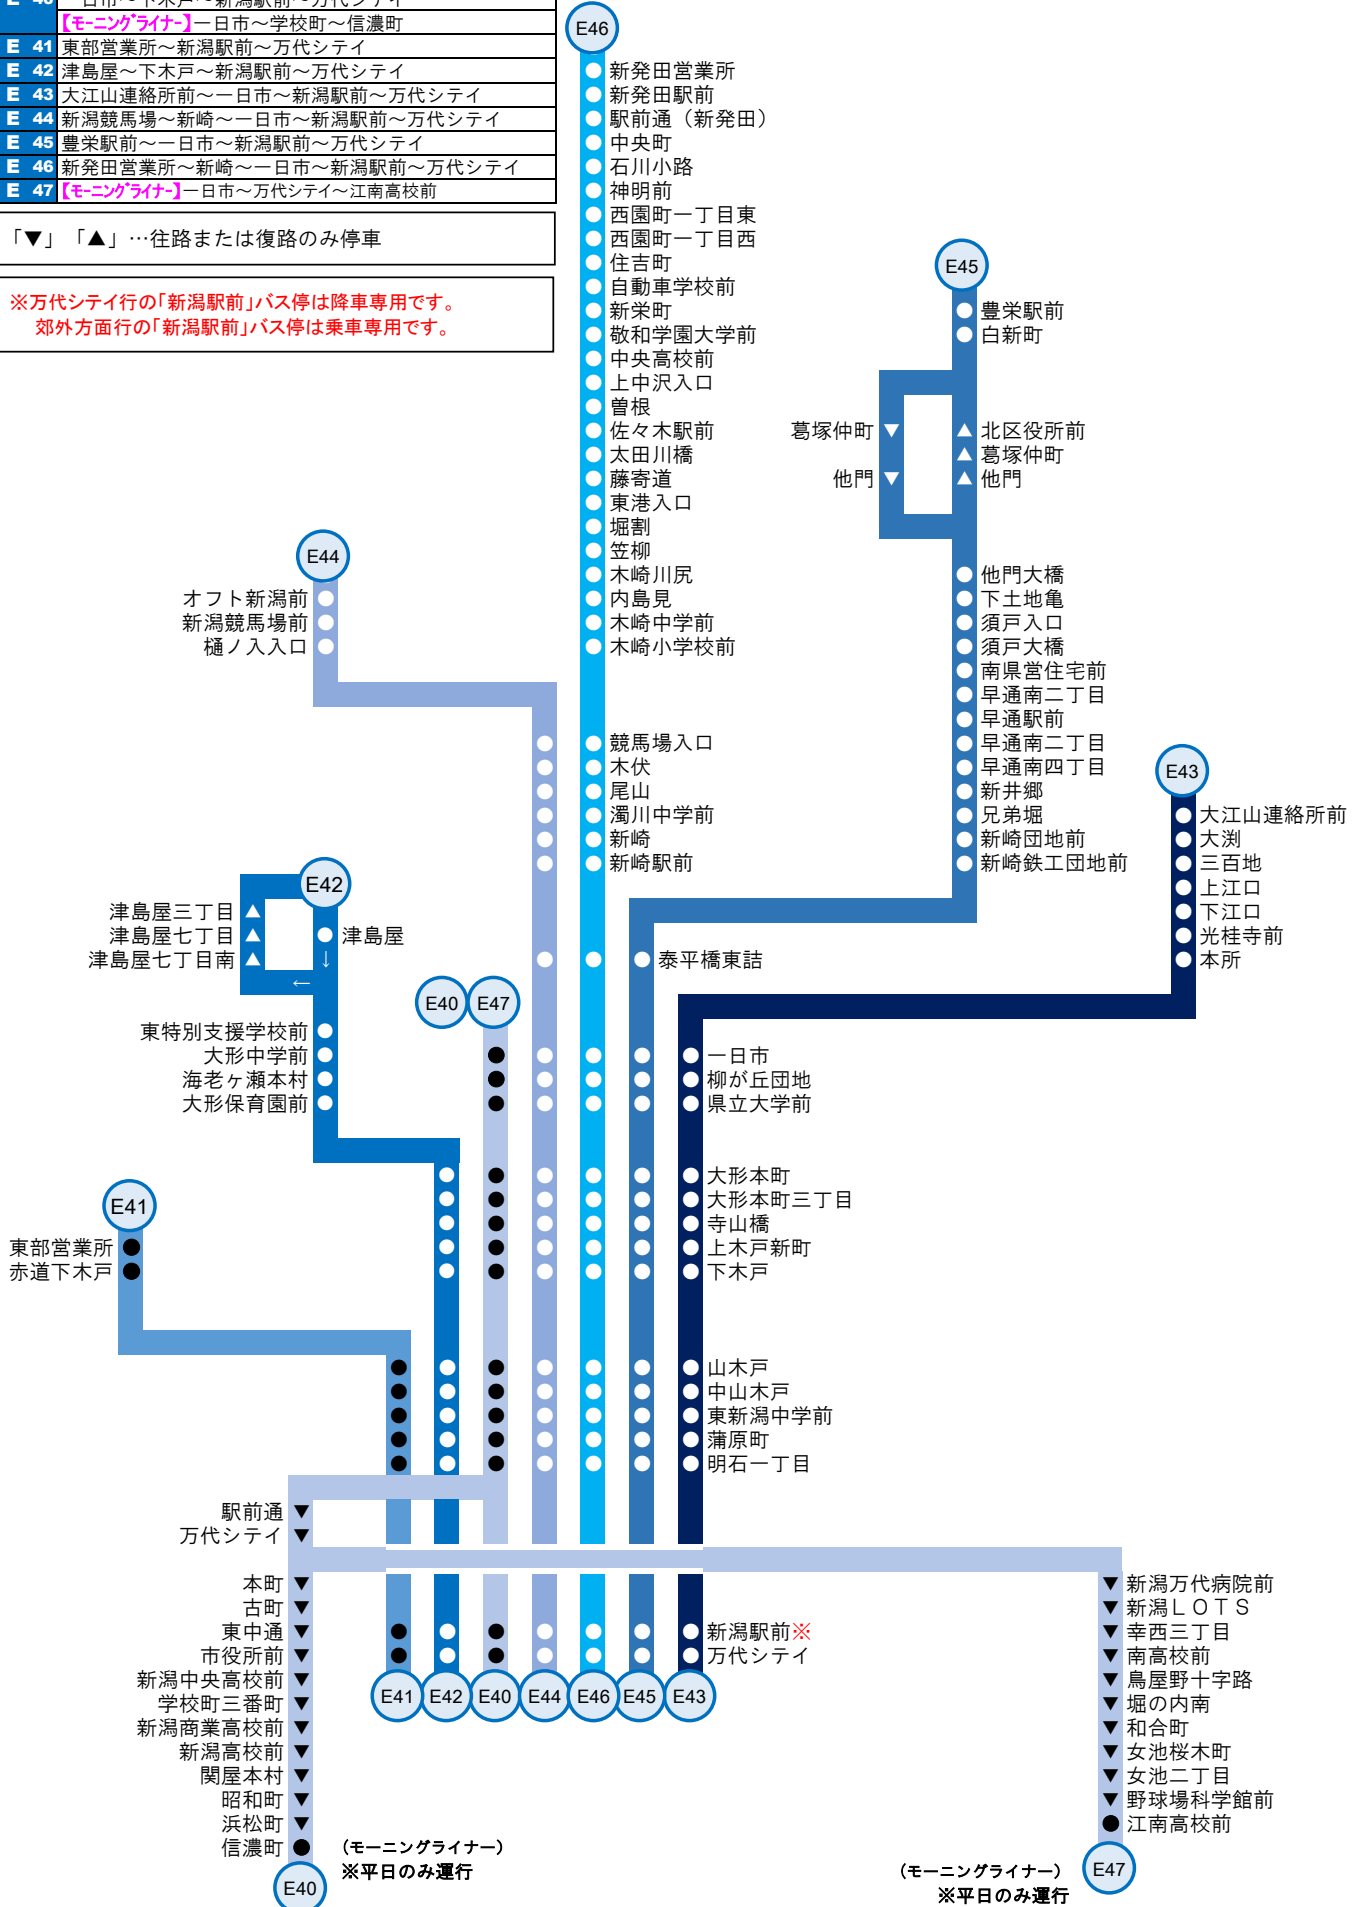 E 40 一日市～下木戸～新潟駅前～万代シテイ
【モーニングライナー】一日市～学校町～信濃町
E 41 東部営業所～新潟駅前～万代シテイ
E 42 津島屋～下木戸～新潟駅前～万代シテイ
E 43 大江山連絡所前～一日市～新潟駅前～万代シテイ
E 44 新潟競馬場～新崎～一日市～新潟駅前～万代シテイ
E 45 豊栄駅前～一日市～新潟駅前～万代シテイ
E 46 新発田営業所～新崎～一日市～新潟駅前～万代シテイ
E 47 【モーニングライナー】一日市～万代シテイ～江南高校前
「▼」「▲」…往路または復路のみ停車
※万代シテイ行の「新潟駅前」バス停は降車専用です。
郊外方面行の「新潟駅前」バス停は乗車専用です。
E46
新発田営業所
新発田駅前
駅前通（新発田）
中央町
石川小路
神明前
西園町一丁目東
西園町一丁目西
住吉町
自動車学校前
新栄町
敬和学園大学前
中央高校前
上中沢入口
曽根
佐々木駅前
太田川橋
藤寄道
東港入口
堀割
笠柳
木崎川尻
内島見
木崎中学前
木崎小学校前
競馬場入口
木伏
尾山
濁川中学前
新崎
新崎駅前
E45
豊栄駅前
白新町
葛塚仲町 ▼
他門 ▼
▲ 北区役所前
▲ 葛塚仲町
▲ 他門
他門大橋
下土地亀
須戸入口
須戸大橋
南県営住宅前
早通南二丁目
早通駅前
早通南二丁目
早通南四丁目
新井郷
兄弟堀
新崎団地前
新崎鉄工団地前
泰平橋東詰
E44
オフト新潟前
新潟競馬場前
樋ノ入入口
E43
大江山連絡所前
大渕
三百地
上江口
下江口
光桂寺前
本所
E42
津島屋三丁目 ▲
津島屋七丁目 ▲
津島屋七丁目南 ▲
津島屋
↓
←
東特別支援学校前
大形中学前
海老ヶ瀬本村
大形保育園前
E40 E47
一日市
柳が丘団地
県立大学前
大形本町
大形本町三丁目
寺山橋
上木戸新町
下木戸
E41
東部営業所
赤道下木戸
山木戸
中山木戸
東新潟中学前
蒲原町
明石一丁目
駅前通 ▼
万代シテイ ▼
本町 ▼
古町 ▼
東中通 ▼
市役所前 ▼
新潟中央高校前 ▼
学校町三番町 ▼
新潟商業高校前 ▼
新潟高校前 ▼
関屋本村 ▼
昭和町 ▼
浜松町 ▼
信濃町
E40
（モーニングライナー）
※平日のみ運行
新潟駅前※
万代シテイ
E41 E42 E40 E44 E46 E45 E43
▼ 新潟万代病院前
▼ 新潟ＬＯＴＳ
▼ 幸西三丁目
▼ 南高校前
▼ 鳥屋野十字路
▼ 堀の内南
▼ 和合町
▼ 女池桜木町
▼ 女池二丁目
▼ 野球場科学館前
江南高校前
E47
（モーニングライナー）
※平日のみ運行